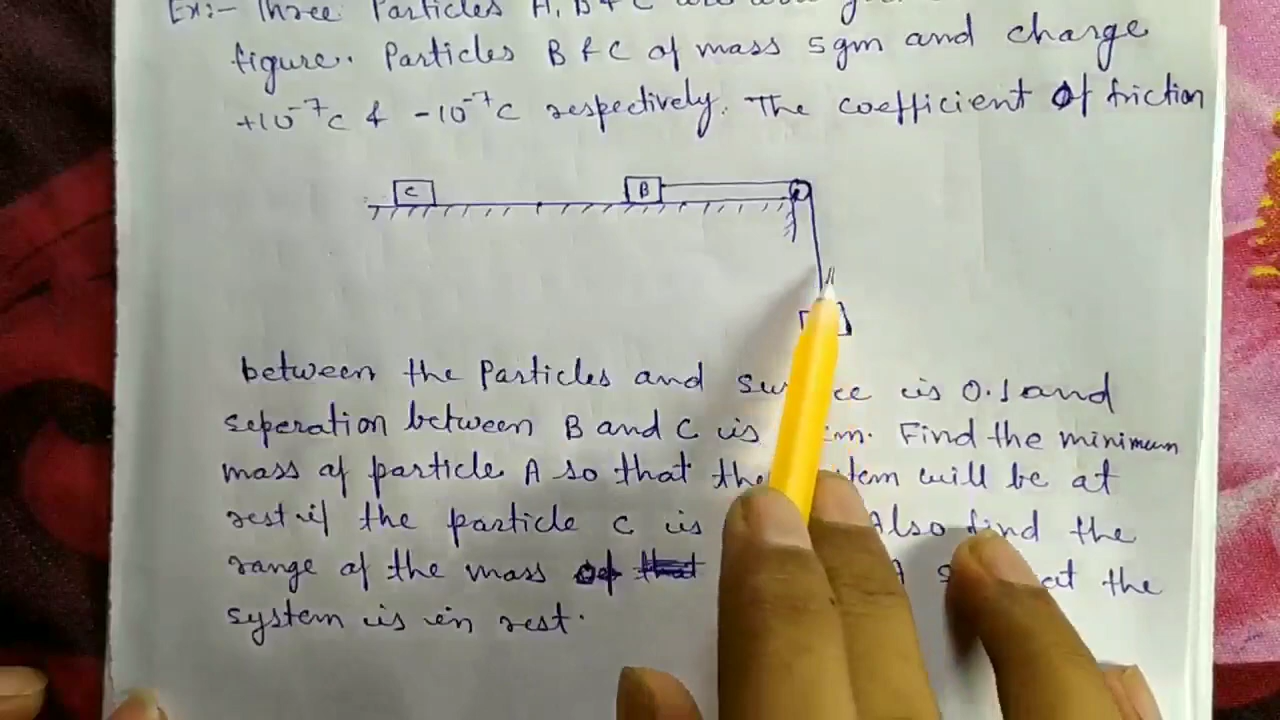 Ex:- Three Particles A, B & C are
figure. Particles B & C of mass 5gm and charge
+10⁻⁷c & -10⁻⁷c respectively. The coefficient of friction
C B
between the Particles and is 0.1 and
seperation between B and C is Find the minimum
mass of particle A so that the will be at
rest if the particle C is Also find the
range of the mass the
system is in rest.